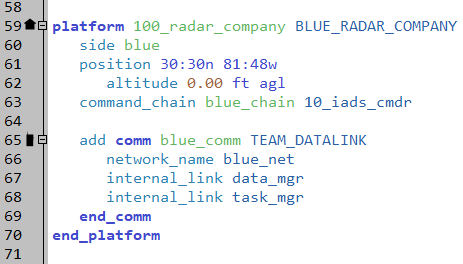 58
59 platform 100_radar_company BLUE_RADAR_COMPANY
60 side blue
61 position 30:30n 81:48w
62 altitude 0.00 ft agl
63 command_chain blue_chain 10_iads_cmdr
64
65 add comm blue_comm TEAM_DATALINK
66 network_name blue_net
67 internal_link data_mgr
68 internal_link task_mgr
69 end_comm
70 end_platform
71